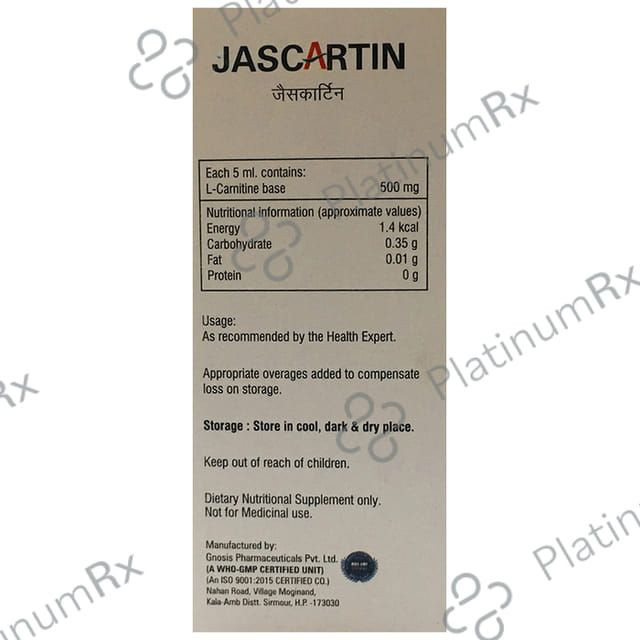 JASCARTIN
जैसकार्टिन
Each 5 ml. contains:
L-Carnitine base 500 mg
Nutritional information (approximate values)
Energy 1.4 kcal
Carbohydrate 0.35 g
Fat 0.01 g
Protein 0 g
Usage:
As recommended by the Health Expert.
Appropriate overages added to compensate
loss on storage.
Storage : Store in cool, dark & dry place.
Keep out of reach of children.
Dietary Nutritional Supplement only.
Not for Medicinal use.
Manufactured by:
Gnosis Pharmaceuticals Pvt. Ltd.
(A WHO-GMP CERTIFIED UNIT)
(An ISO 9001:2015 CERTIFIED CO.)
Nahan Road, Village Moginand,
Kala-Amb Distt. Sirmour, H.P. -173030
PlatinumRx
PlatinumRx
PlatinumRx
PlatinumRx
PlatinumRx
PlatinumRx
Rx